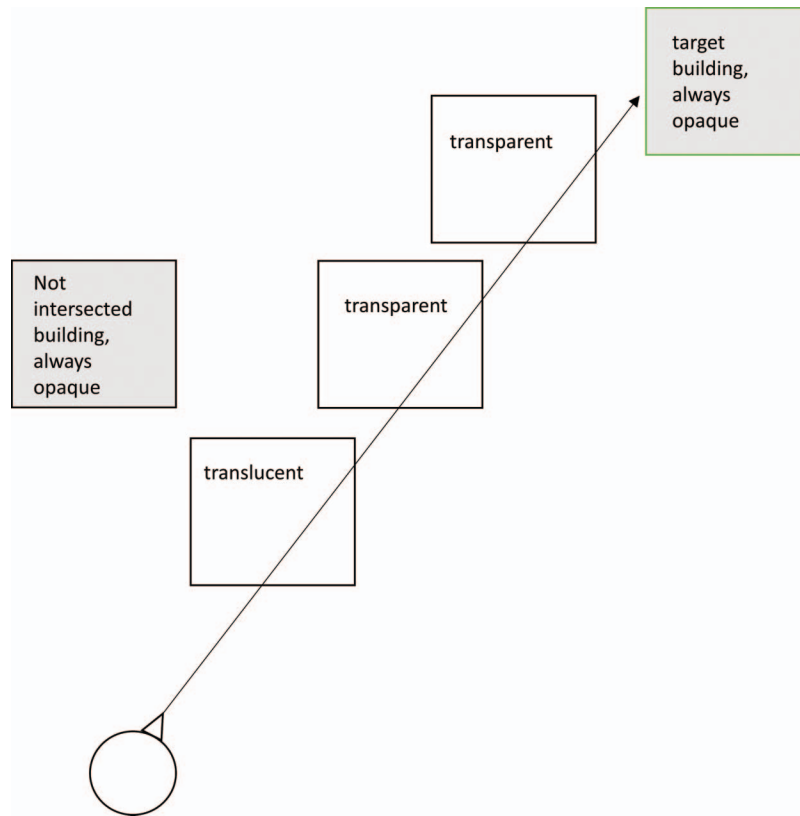 target
building,
always
opaque
transparent
Not
intersected
building,
always
opaque
transparent
translucent